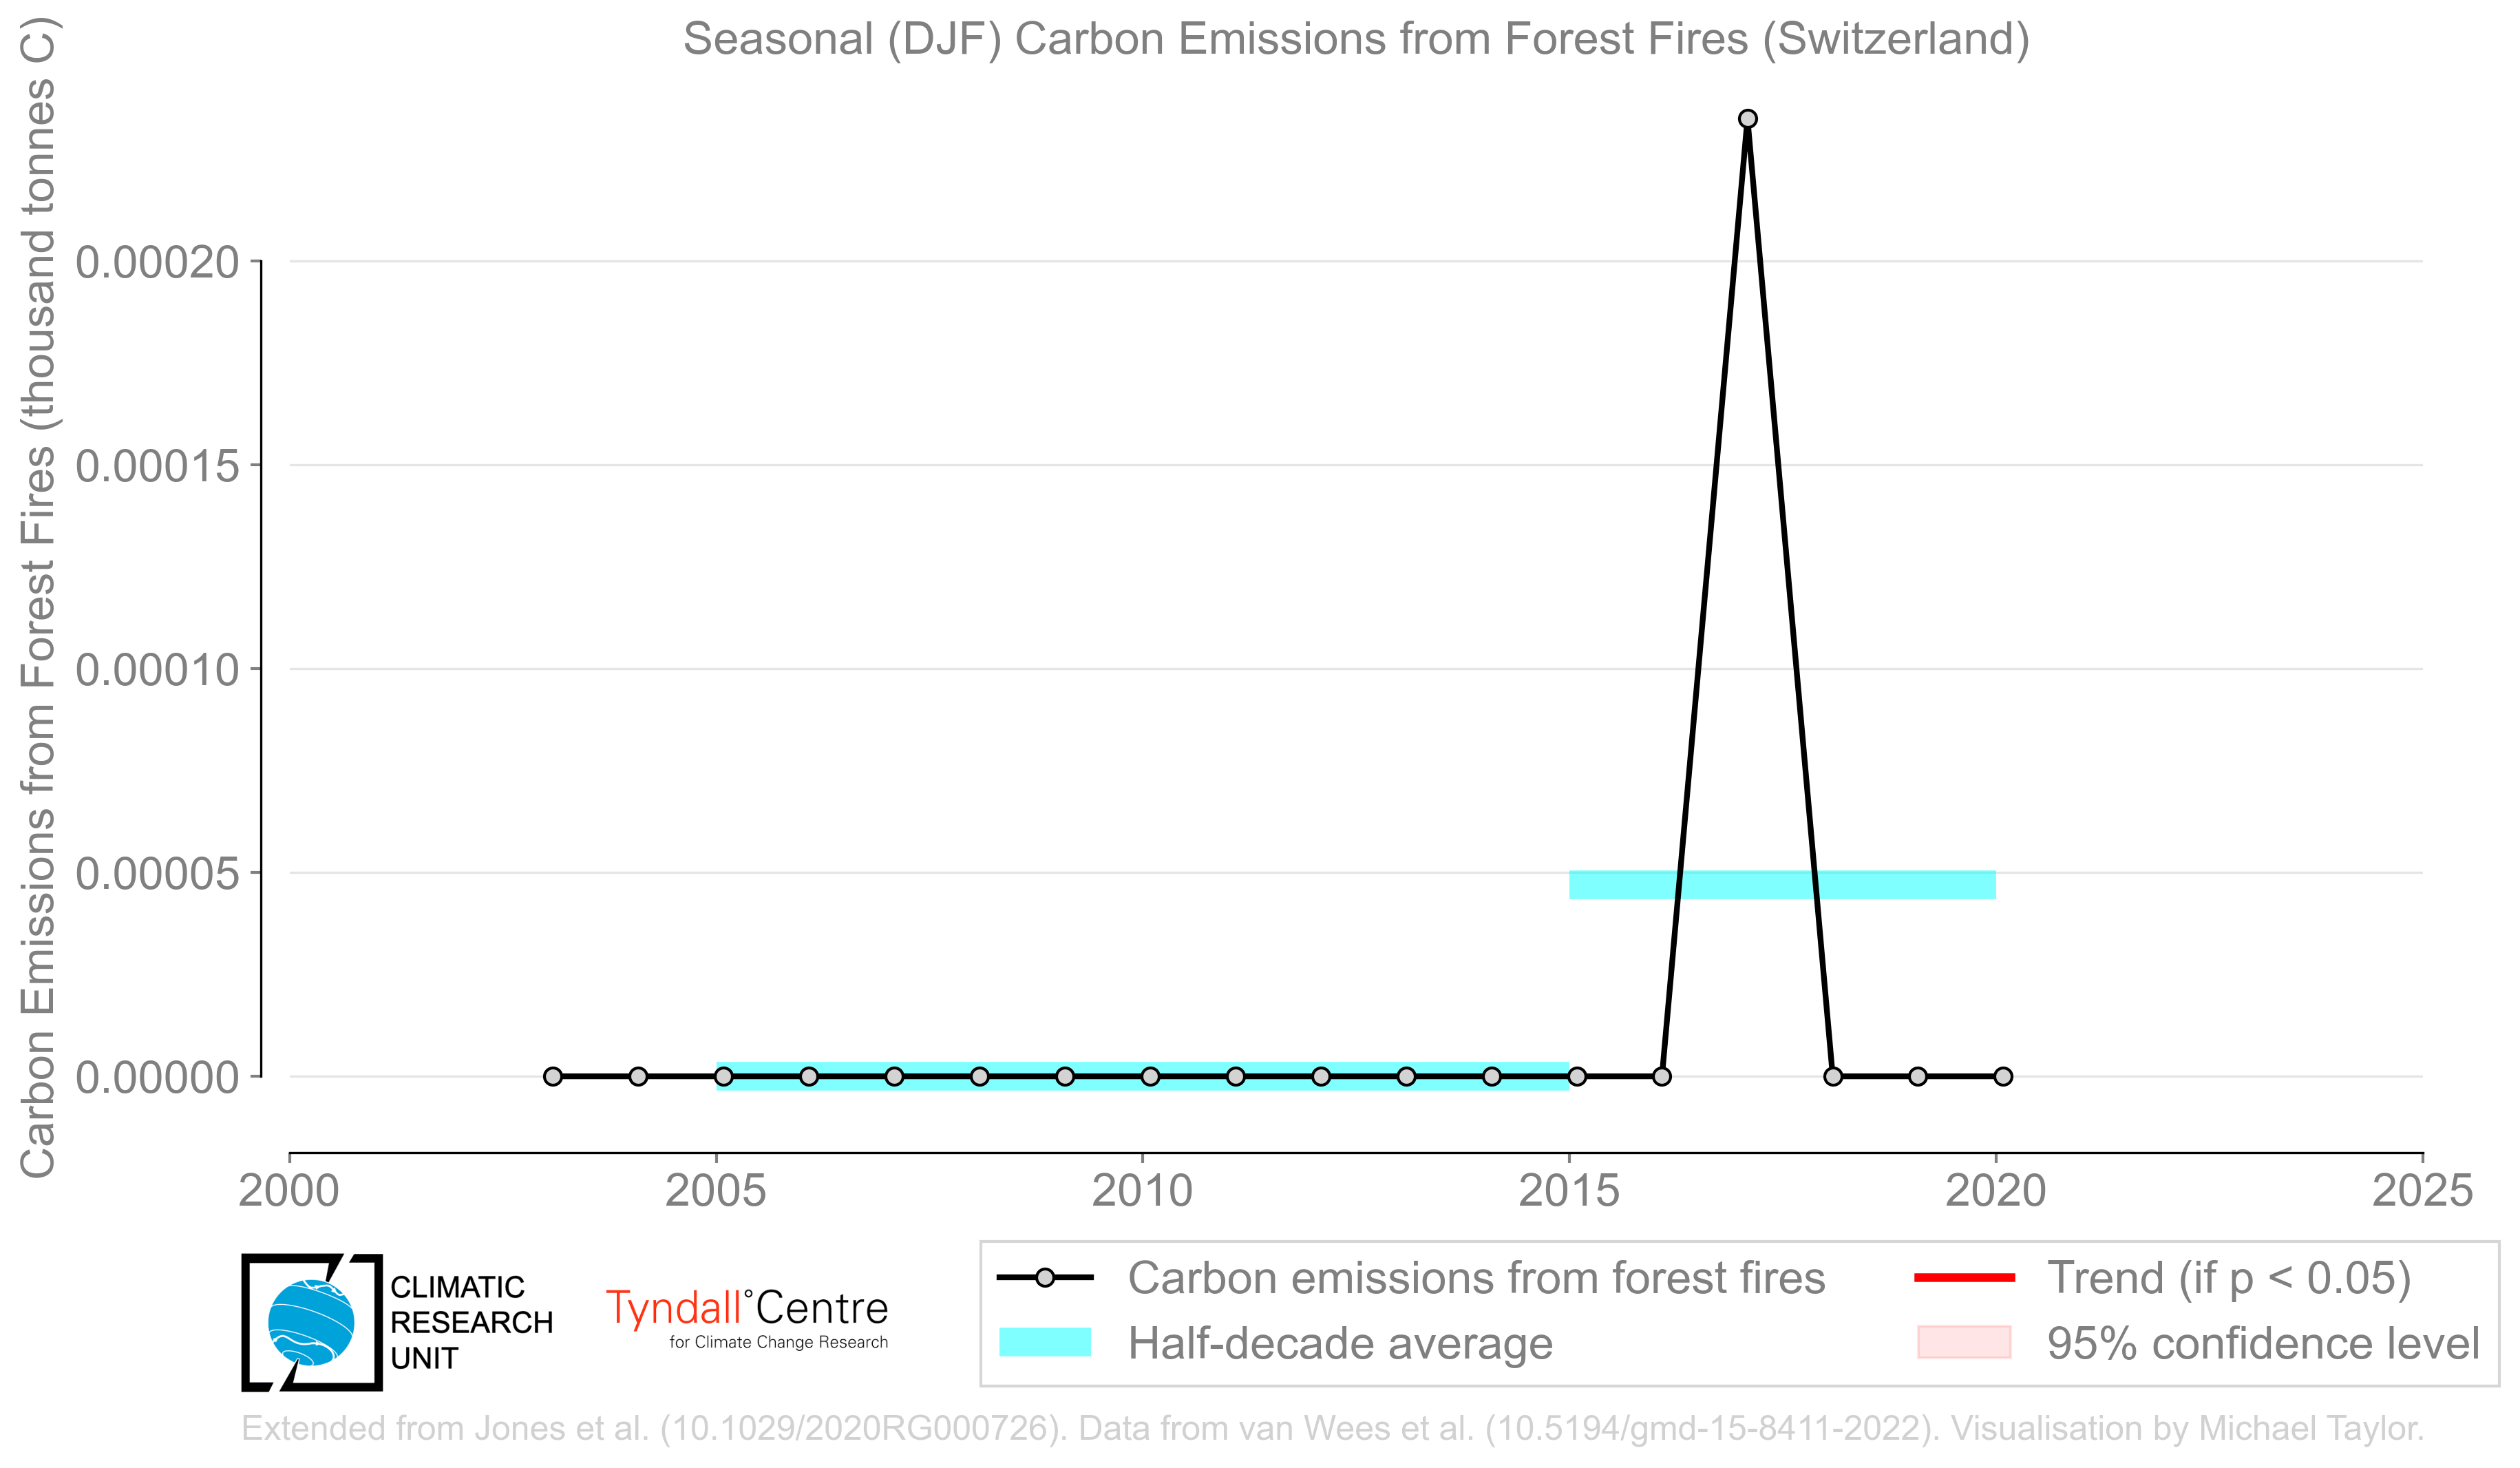 Seasonal (DJF) Carbon Emissions from Forest Fires (Switzerland)
Carbon Emissions from Forest Fires (thousand tonnes C)
0.00020
0.00015
0.00010
0.00005
0.00000
2000 2005 2010 2015 2020 2025
CLIMATIC
RESEARCH
UNIT
Tyndall°Centre
for Climate Change Research
Carbon emissions from forest fires
Half-decade average
Trend (if p < 0.05)
95% confidence level
Extended from Jones et al. (10.1029/2020RG000726). Data from van Wees et al. (10.5194/gmd-15-8411-2022). Visualisation by Michael Taylor.